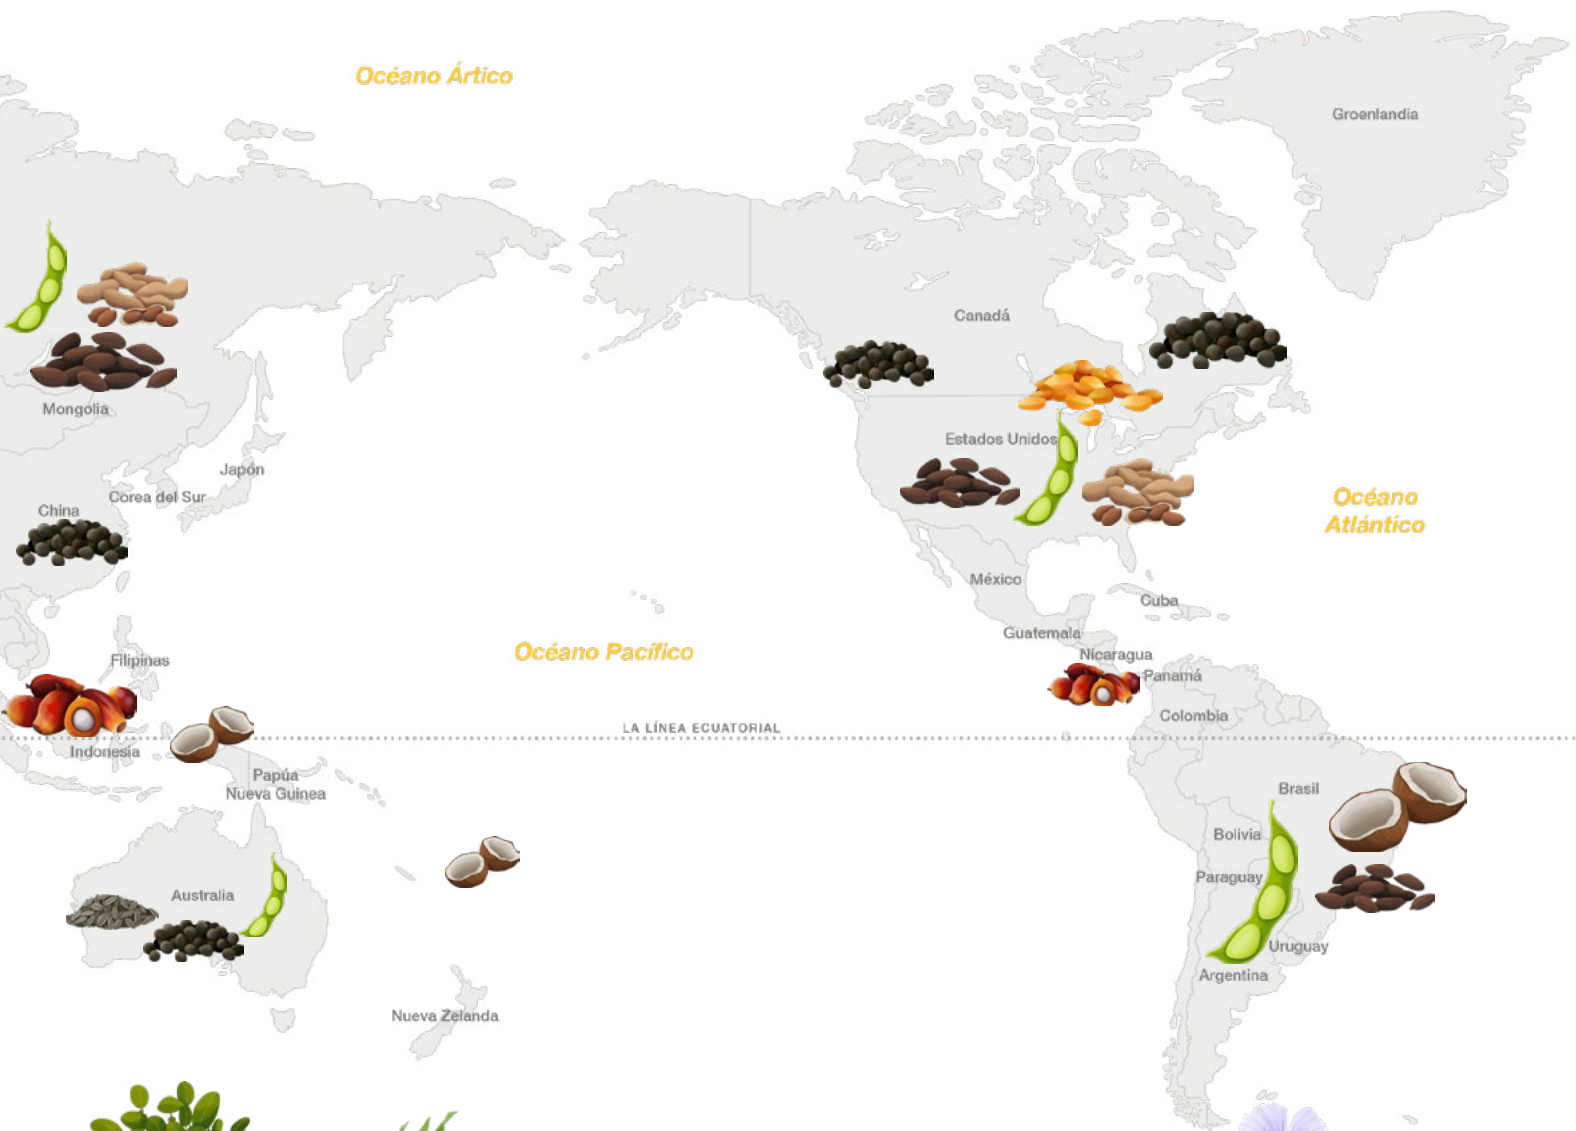 Océano Ártico
Groenlandia
Canadá
Mongolia
Estados Unidos
Japón
Corea del Sur
China
Océano
Atlántico
México
Cuba
Guatemala
Océano Pacífico
Nicaragua
Filipinas
Panamá
Colombia
LA LÍNEA ECUATORIAL
Indonesia
Papúa
Nueva Guinea
Brasil
Bolivia
Paraguay
Australia
Uruguay
Argentina
Nueva Zelanda